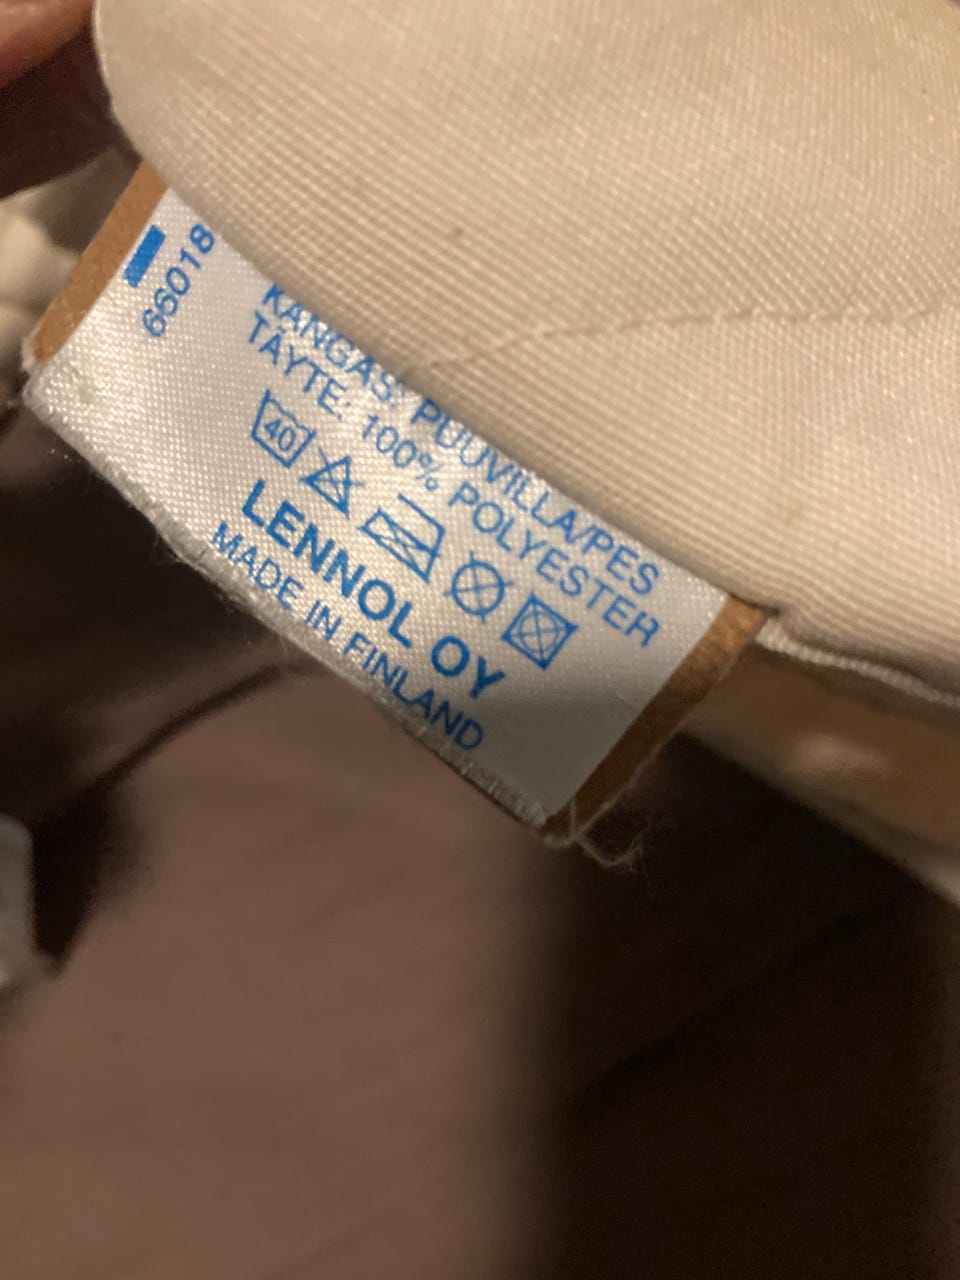 66018
KANGAS: PUUVILLA/PES
TÄYTE: 100% POLYESTER
40
LENNOL OY
MADE IN FINLAND